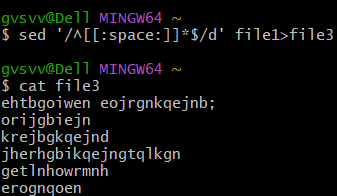 gvsvv@Dell MINGW64 ~
$ sed '/^[[:space:]]*$/d' file1>file3

gvsvv@Dell MINGW64 ~
$ cat file3
ehtbgoiwen eojrgnkqejnb;
orijgbiejn
krejbgkqejnd
jherhgbikqejngtqlkgn
getlnhowrmnh
erognqoen